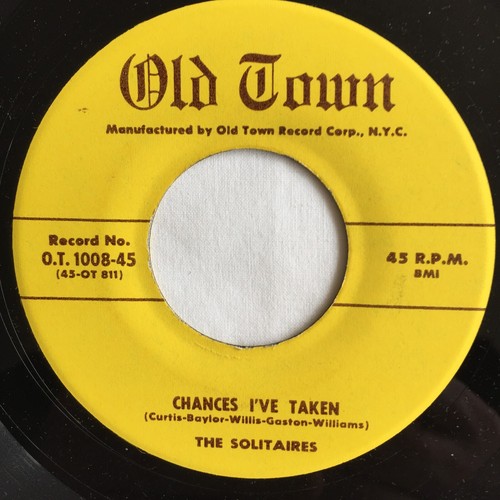 Old Town
Manufactured by Old Town Record Corp., N.Y.C.
Record No.
O.T. 1008-45
(45-OT 811)
45 R.P.M.
BMI
CHANCES I'VE TAKEN
(Curtis-Baylor-Willis-Gaston-Williams)
THE SOLITAIRES